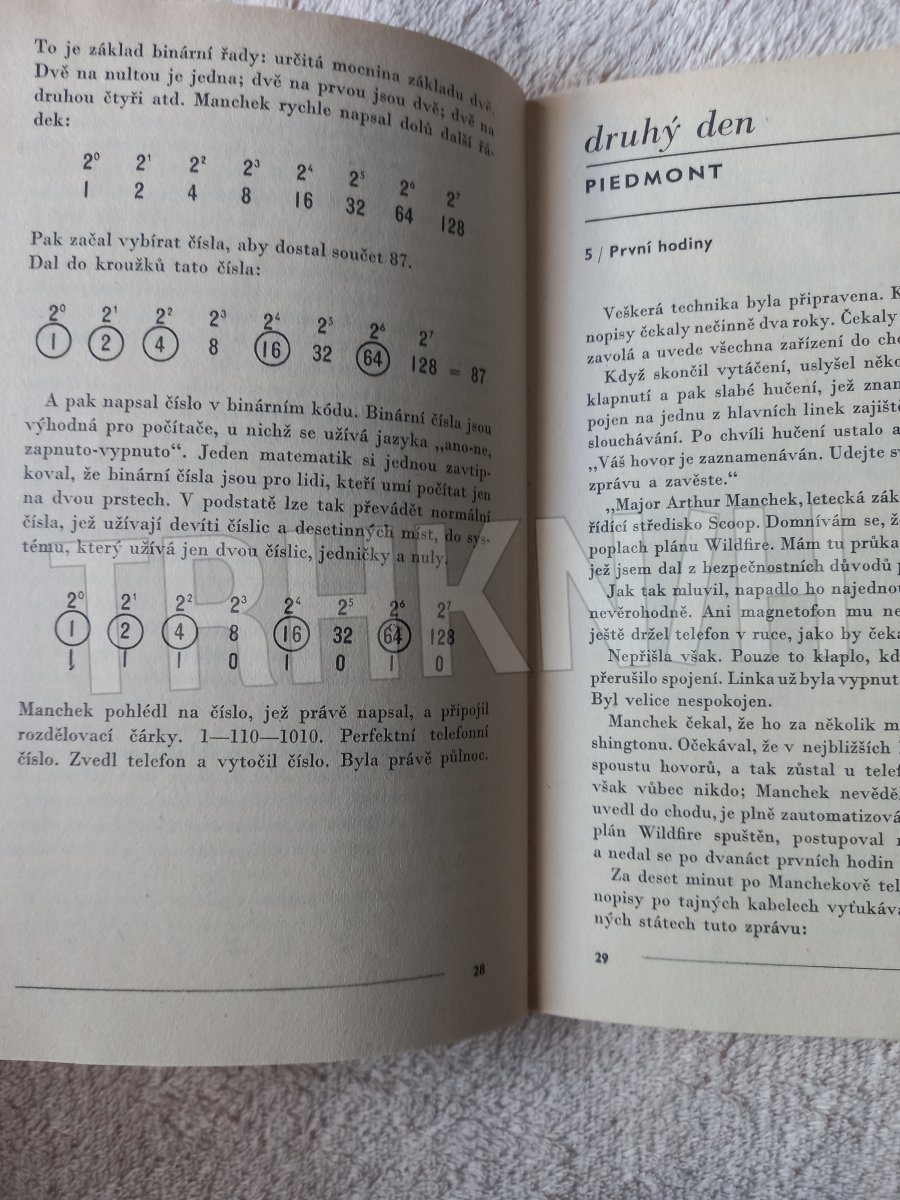 To je základ binární řady: určitá mocnina základu dvě.
Dvě na nultou je jedna; dvě na prvou jsou dvě; dvě na
druhou čtyři atd. Manchek rychle napsal dolů další řá-
dek:
2⁰ 2¹ 2² 2³ 2⁴ 2⁵ 2⁶ 2⁷
1 2 4 8 16 32 64 128
Pak začal vybírat čísla, aby dostal součet 87.
Dal do kroužků tato čísla:
2⁰ 2¹ 2² 2³ 2⁴ 2⁵ 2⁶ 2⁷
1 2 4 8 16 32 64 128 = 87
A pak napsal číslo v binárním kódu. Binární čísla jsou
výhodná pro počítače, u nichž se užívá jazyka „ano-ne,
zapnuto-vypnuto“. Jeden matematik si jednou zavtip-
koval, že binární čísla jsou pro lidi, kteří umí počítat jen
na dvou prstech. V podstatě lze tak převádět normální
čísla, jež užívají devíti číslic a desetinných míst, do sys-
tému, který užívá jen dvou číslic, jedničky a nuly.
2⁰ 2¹ 2² 2³ 2⁴ 2⁵ 2⁶ 2⁷
1 2 4 8 16 32 64 128
1 1 1 0 1 0 1 0
Manchek pohlédl na číslo, jež právě napsal, a připojil
rozdělovací čárky. 1—110—1010. Perfektní telefonní
číslo. Zvedl telefon a vytočil číslo. Byla právě půlnoc.
28
druhý den
PIEDMONT
5 / První hodiny
Veškerá technika byla připravena. K
nopisy čekaly nečinně dva roky. Čekaly
zavolá a uvede všechna zařízení do cho
Když skončil vytáčení, uslyšel něko
klapnutí a pak slabé hučení, jež znam
pojen na jednu z hlavních linek zajiště
slouchávání. Po chvíli hučení ustalo a
„Váš hovor je zaznamenáván. Udejte sv
zprávu a zavěste.“
„Major Arthur Manchek, letecká zák
řídící středisko Scoop. Domnívám se, ž
poplach plánu Wildfire. Mám tu průka
jež jsem dal z bezpečnostních důvodů p
Jak tak mluvil, napadlo ho najednou
nevěrohodně. Ani magnetofon mu ne
ještě držel telefon v ruce, jako by čeka
Nepřišla však. Pouze to klaplo, kd
přerušilo spojení. Linka už byla vypnut
Byl velice nespokojen.
Manchek čekal, že ho za několik m
shingtonu. Očekával, že v nejbližších
spoustu hovorů, a tak zůstal u telef
však vůbec nikdo; Manchek nevěděl
uvedl do chodu, je plně zautomatizová
plán Wildfire spuštěn, postupoval
a nedal se po dvanáct prvních hodin
Za deset minut po Manchekově tel
nopisy po tajných kabelech vyťukáva
ných státech tuto zprávu:
29